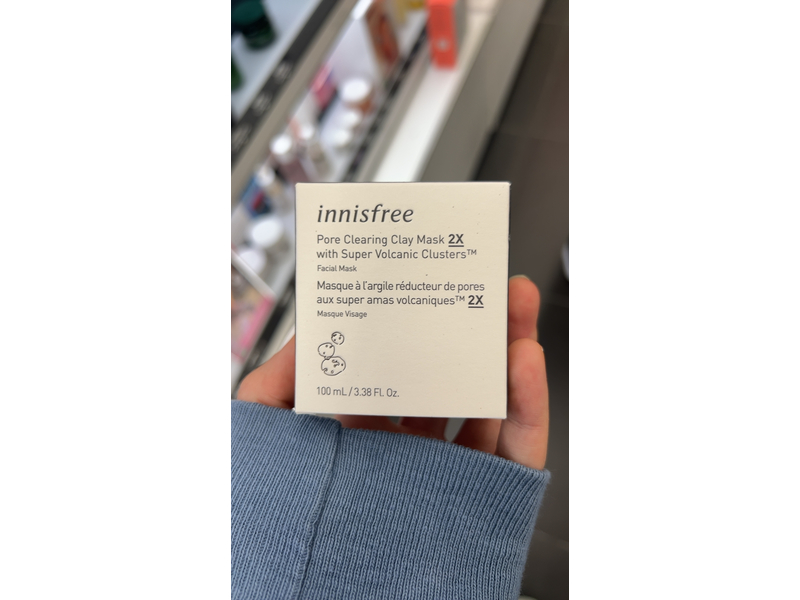 innisfree
Pore Clearing Clay Mask 2X
with Super Volcanic Clusters™
Facial Mask
Masque à l'argile réducteur de pores
aux super amas volcaniques™ 2X
Masque Visage
100 mL / 3.38 Fl. Oz.